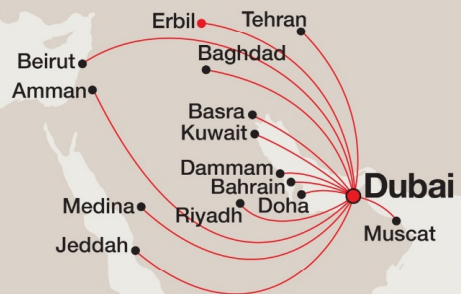 Erbil
Tehran
Beirut
Baghdad
Amman
Basra
Kuwait
Dammam
Bahrain
Dubai
Medina
Riyadh
Doha
Muscat
Jeddah